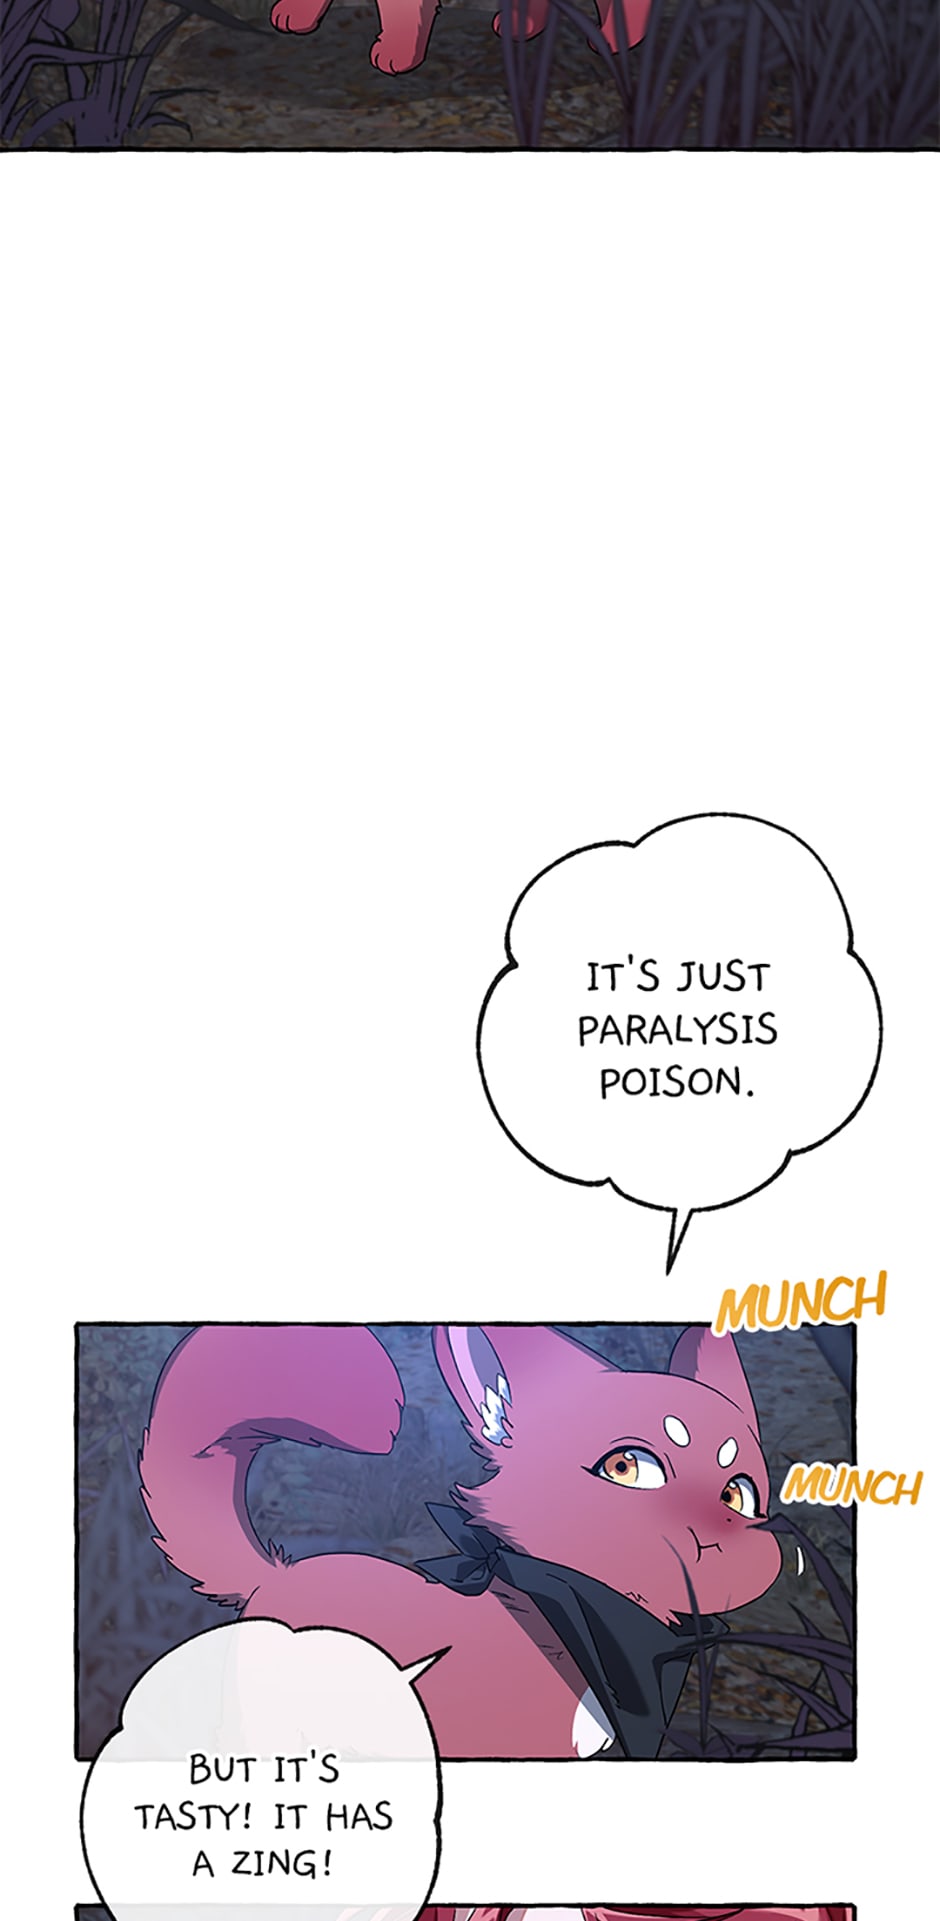 IT'S JUST
PARALYSIS
POISON.
MUNCH
MUNCH
BUT IT'S
TASTY! IT HAS
A ZING!